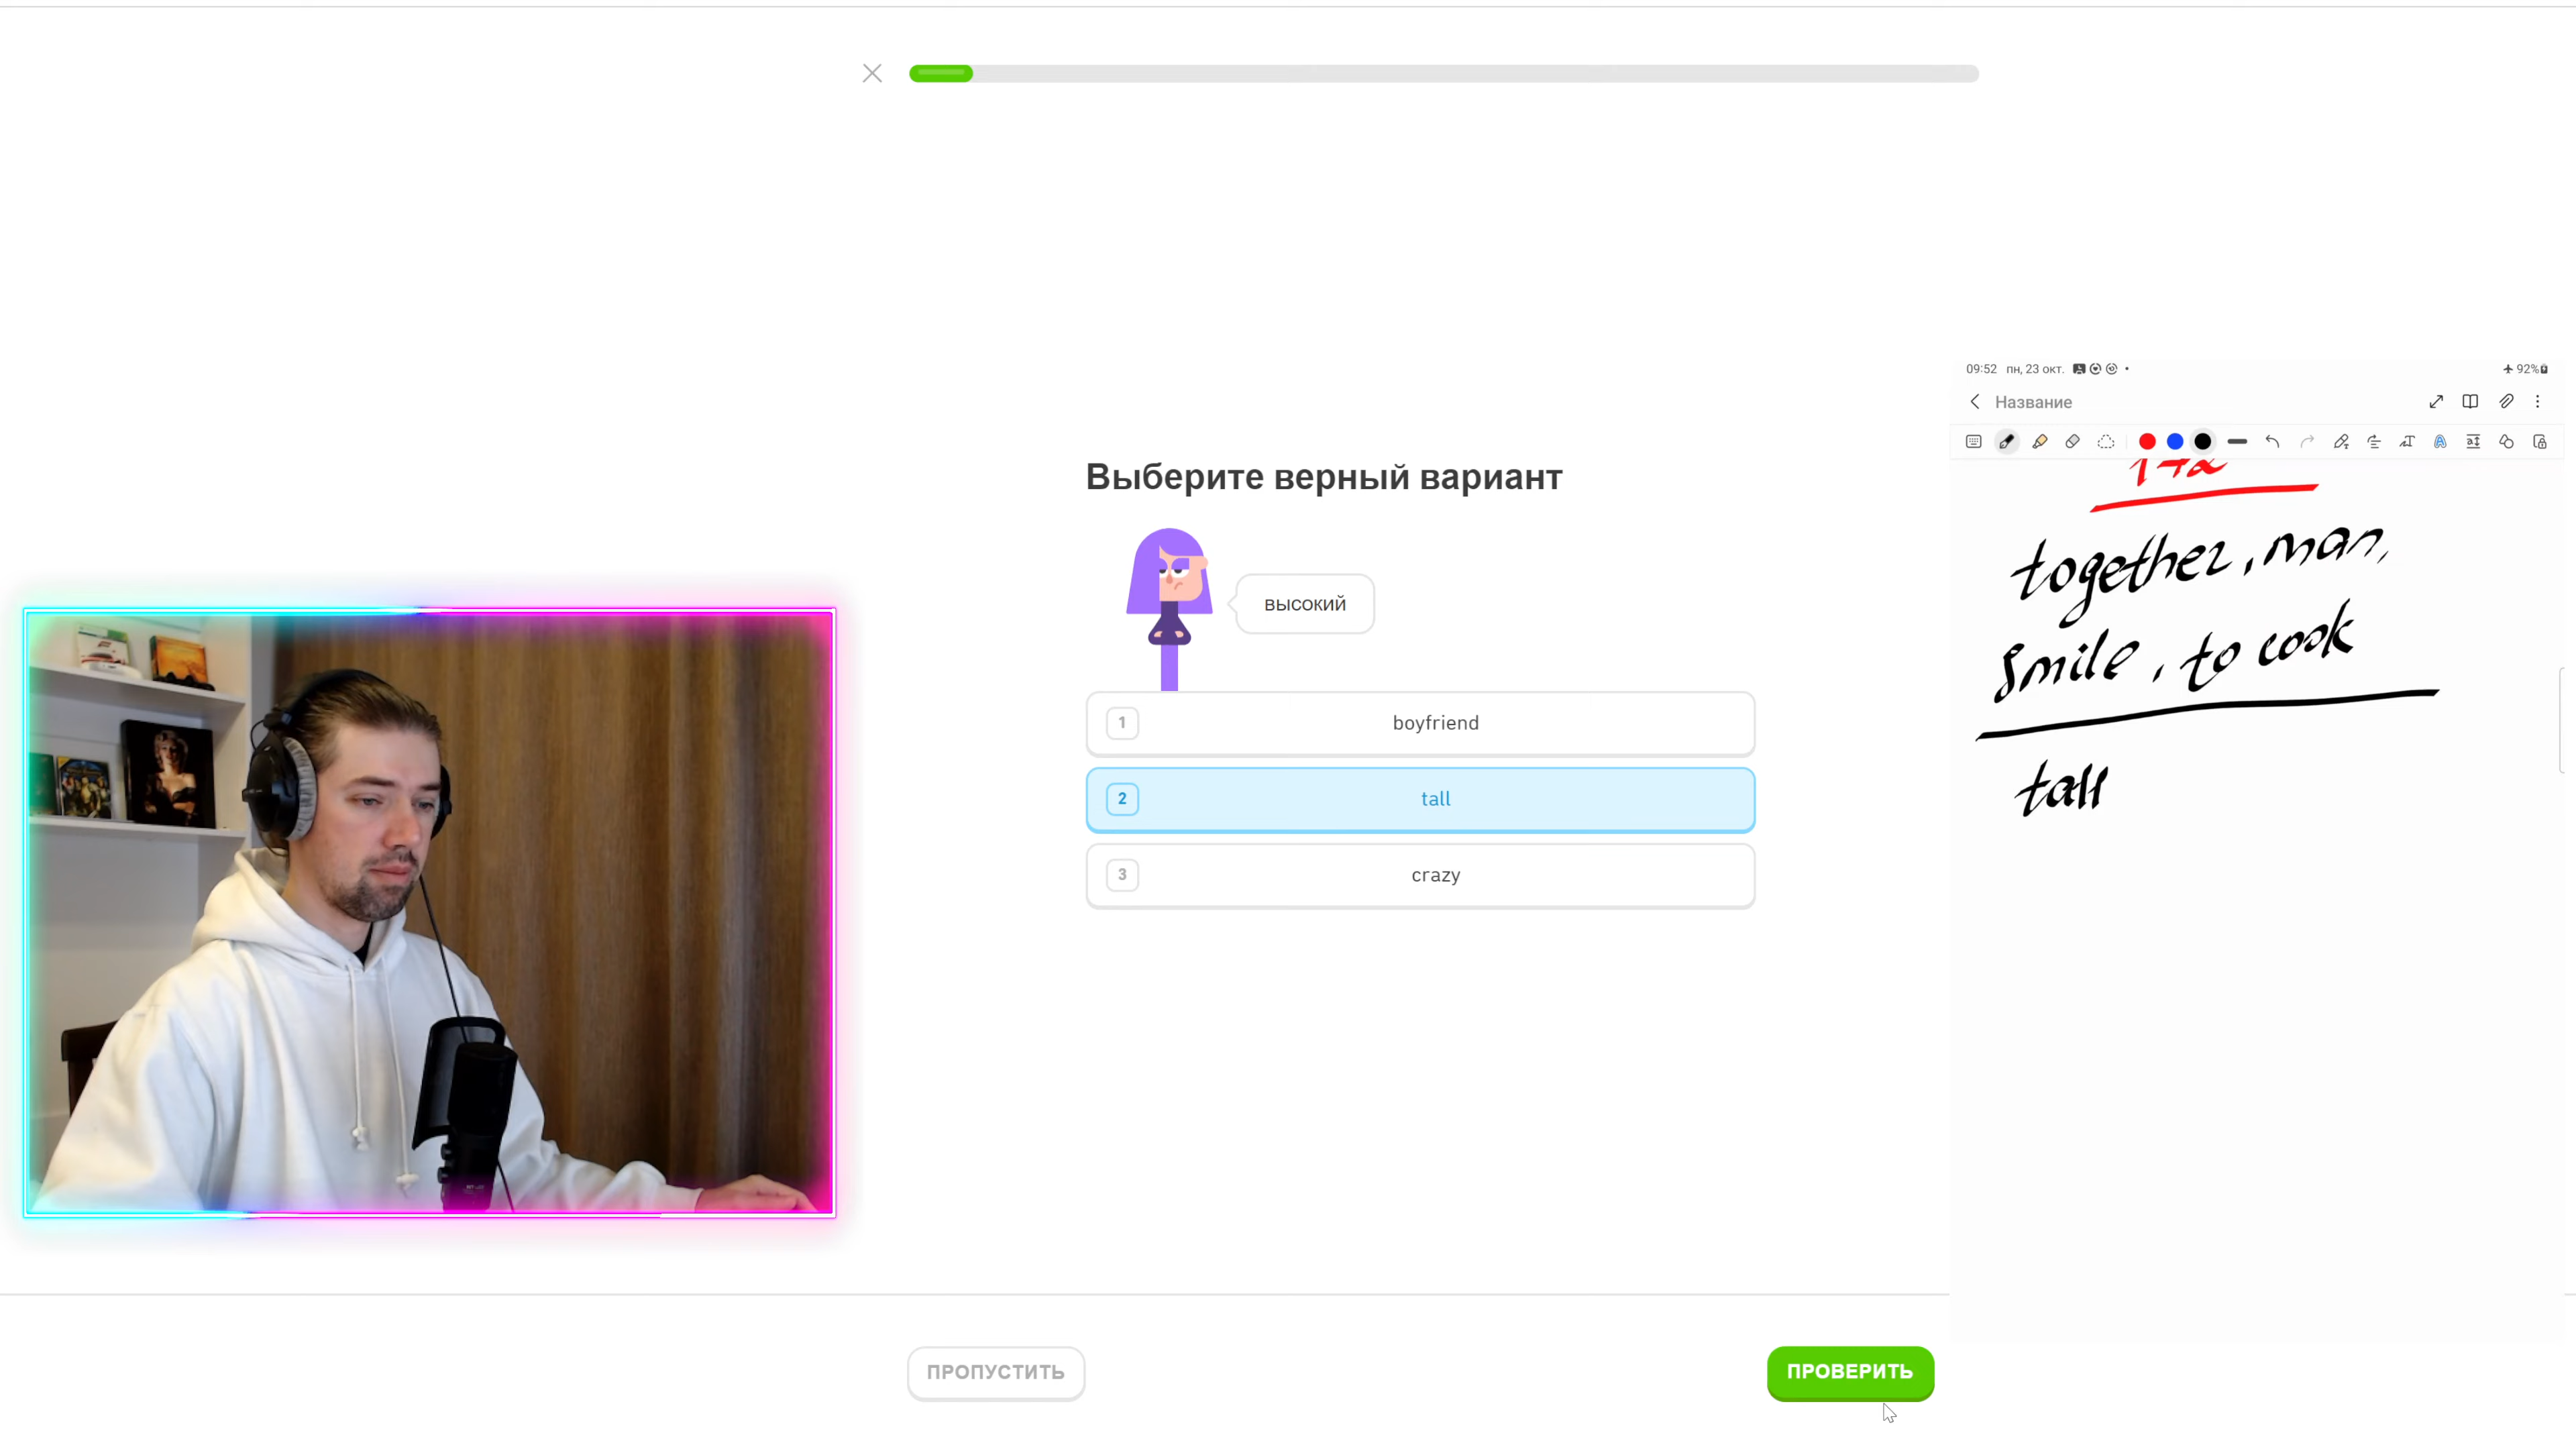 Выберите верный вариант
высокий
1 boyfriend
2 tall
3 crazy
ПРОПУСТИТЬ
ПРОВЕРИТЬ
09:52 пн, 23 окт.
92%
Название
together, man,
smile, to cook
tall